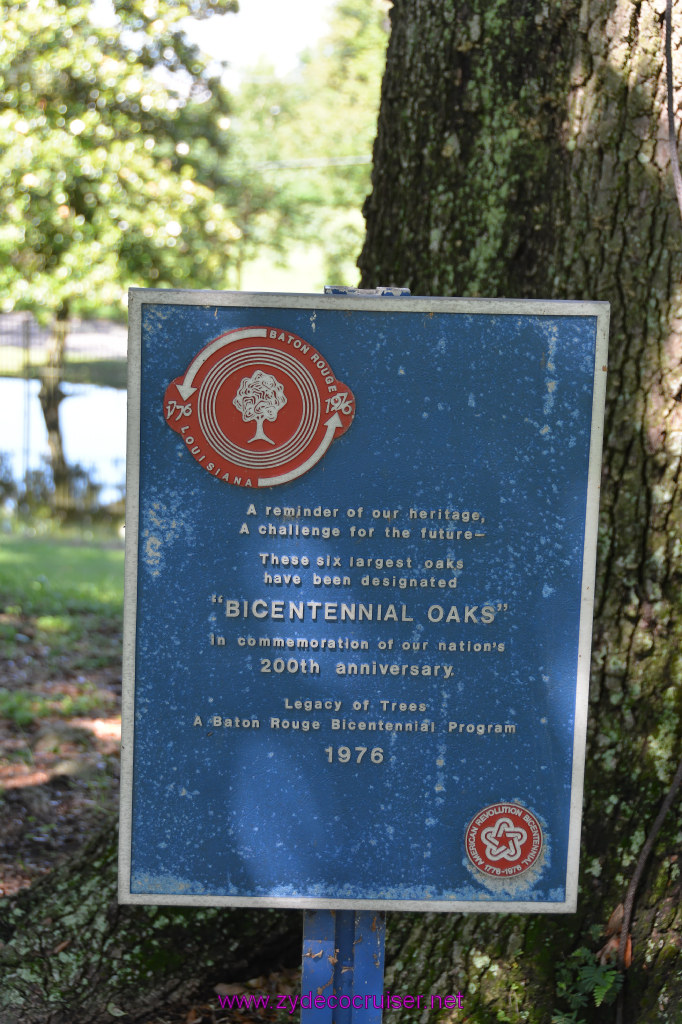 BATON ROUGE
1776 1976
LOUISIANA
A reminder of our heritage,
A challenge for the future—
These six largest oaks
have been designated
"BICENTENNIAL OAKS"
in commemoration of our nation's
200th anniversary.
Legacy of Trees
A Baton Rouge Bicentennial Program
1976
AMERICAN REVOLUTION BICENTENNIAL
1776-1976
www.zydecocruiser.net